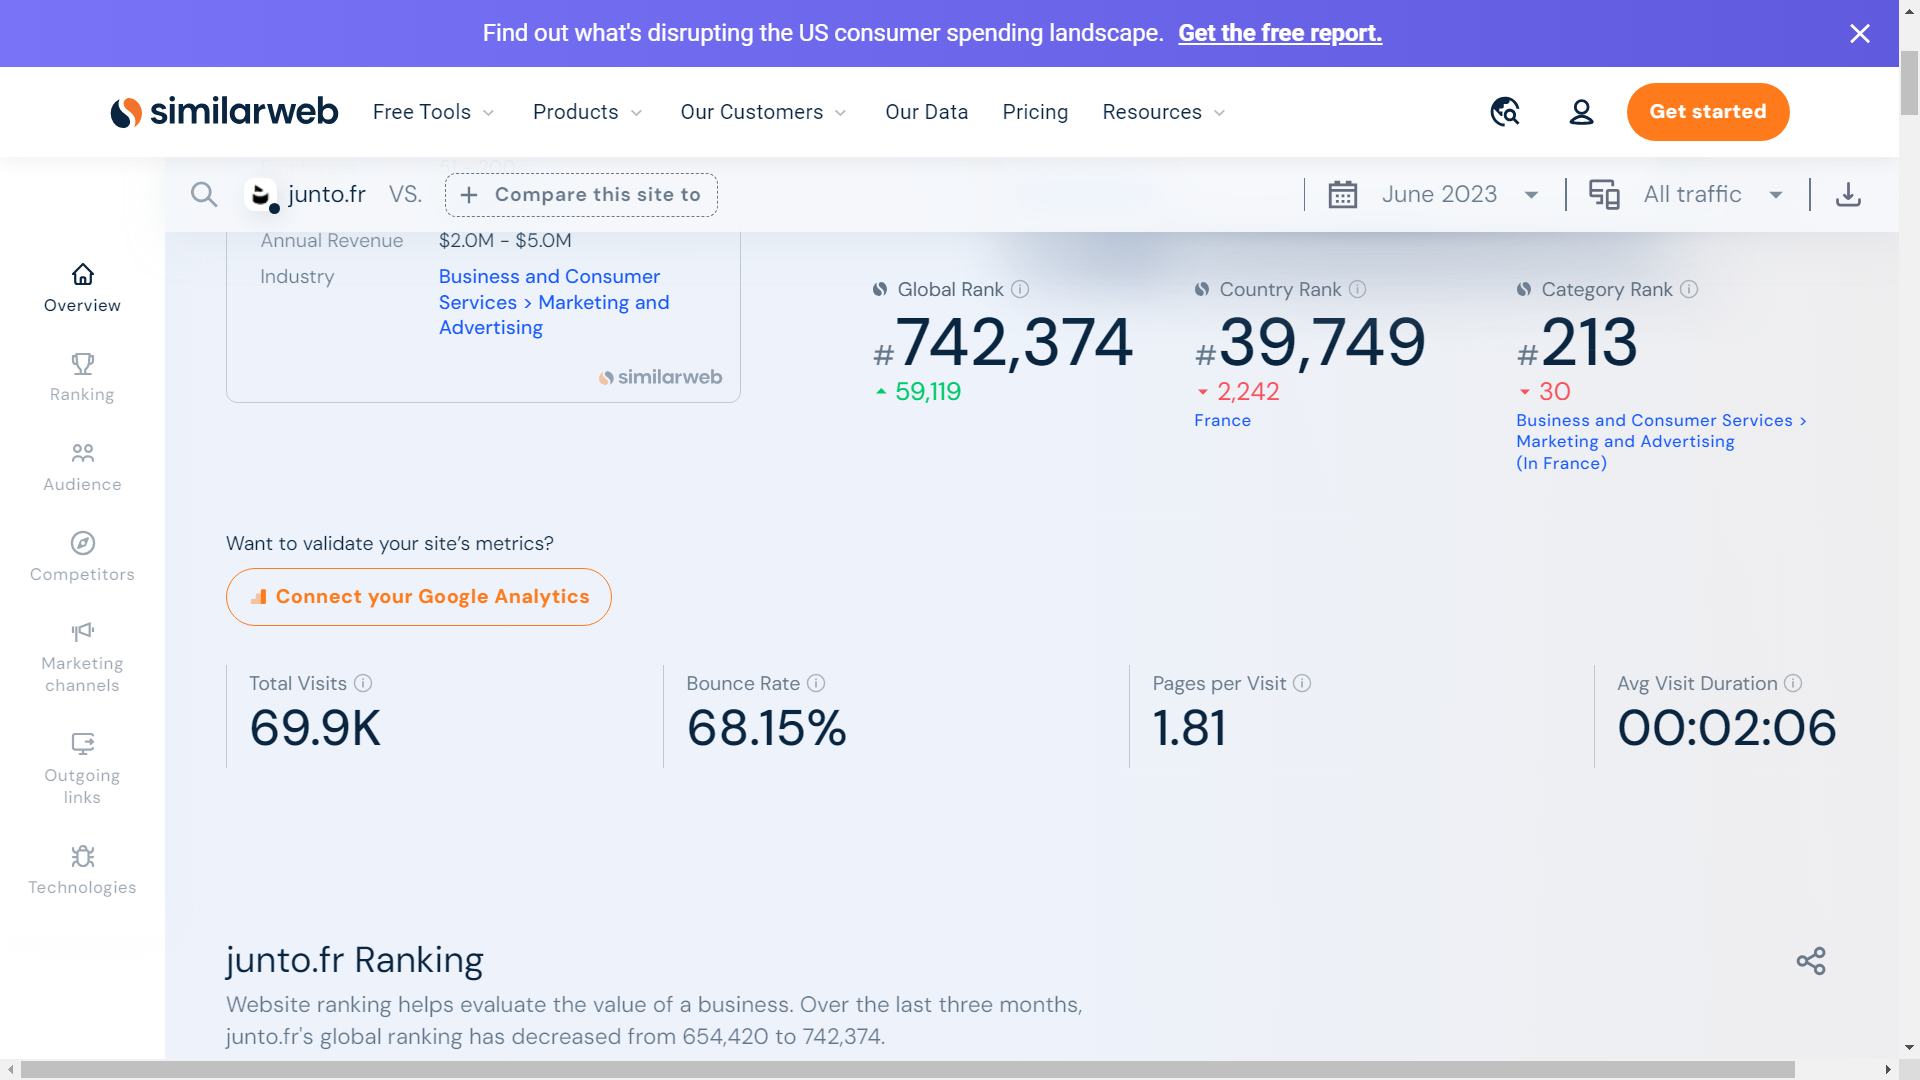 Find out what's disrupting the US consumer spending landscape. Get the free report.
similarweb Free Tools Products Our Customers Our Data Pricing Resources Get started
junto.fr VS. + Compare this site to June 2023 All traffic
Annual Revenue $2.0M - $5.0M
Industry Business and Consumer
Services > Marketing and
Advertising
similarweb
Overview
Ranking
Audience
Competitors
Marketing
channels
Outgoing
links
Technologies
Global Rank
#742,374
59,119
Country Rank
#39,749
2,242
France
Category Rank
#213
30
Business and Consumer Services >
Marketing and Advertising
(In France)
Want to validate your site’s metrics?
Connect your Google Analytics
Total Visits
69.9K
Bounce Rate
68.15%
Pages per Visit
1.81
Avg Visit Duration
00:02:06
junto.fr Ranking
Website ranking helps evaluate the value of a business. Over the last three months,
junto.fr's global ranking has decreased from 654,420 to 742,374.